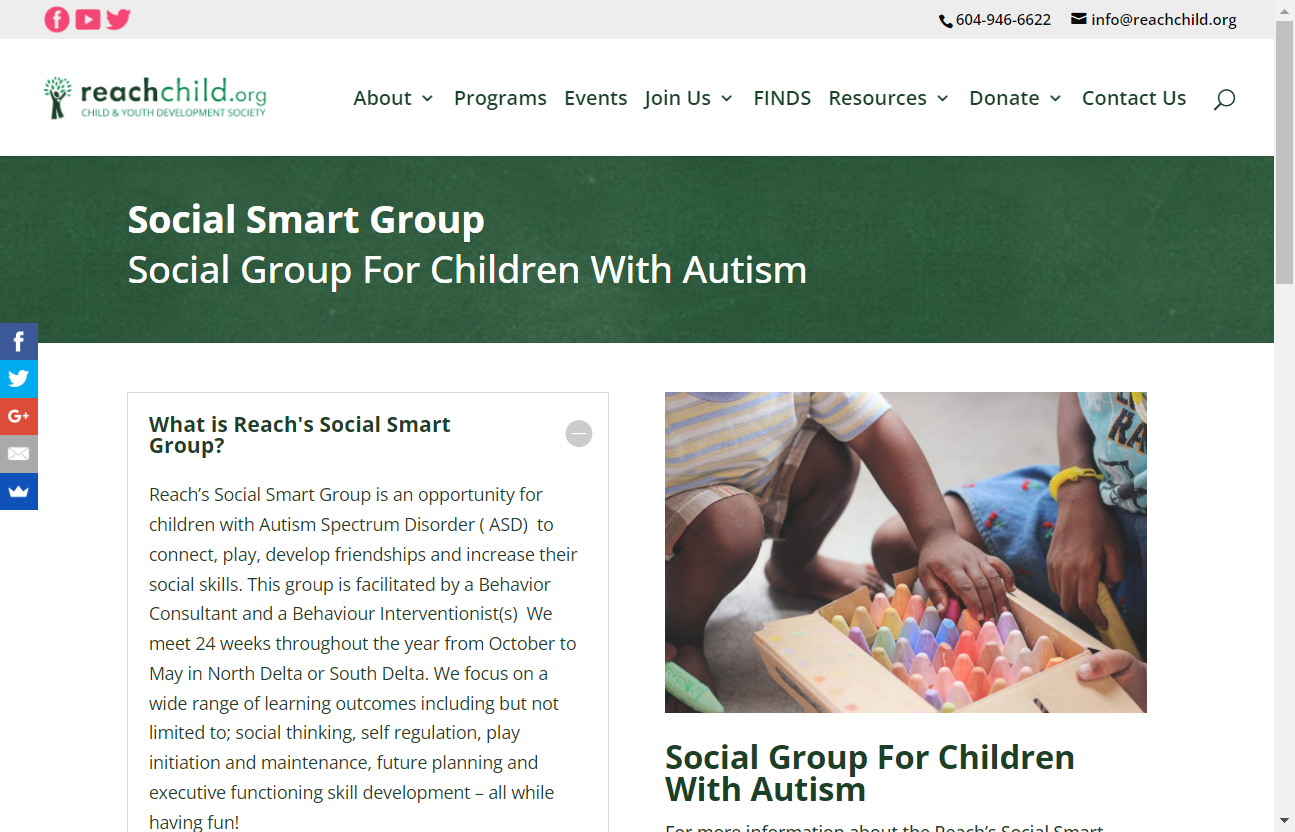 604-946-6622 info@reachchild.org
reachchild.org
CHILD & YOUTH DEVELOPMENT SOCIETY
About Programs Events Join Us FINDS Resources Donate Contact Us
Social Smart Group
Social Group For Children With Autism
G+
What is Reach's Social Smart
Group?
Reach’s Social Smart Group is an opportunity for
children with Autism Spectrum Disorder ( ASD)  to
connect, play, develop friendships and increase their
social skills. This group is facilitated by a Behavior
Consultant and a Behaviour Interventionist(s)  We
meet 24 weeks throughout the year from October to
May in North Delta or South Delta. We focus on a
wide range of learning outcomes including but not
limited to; social thinking, self regulation, play
initiation and maintenance, future planning and
executive functioning skill development – all while
having fun!
Social Group For Children
With Autism
For more information about the Reach’s Social Smart